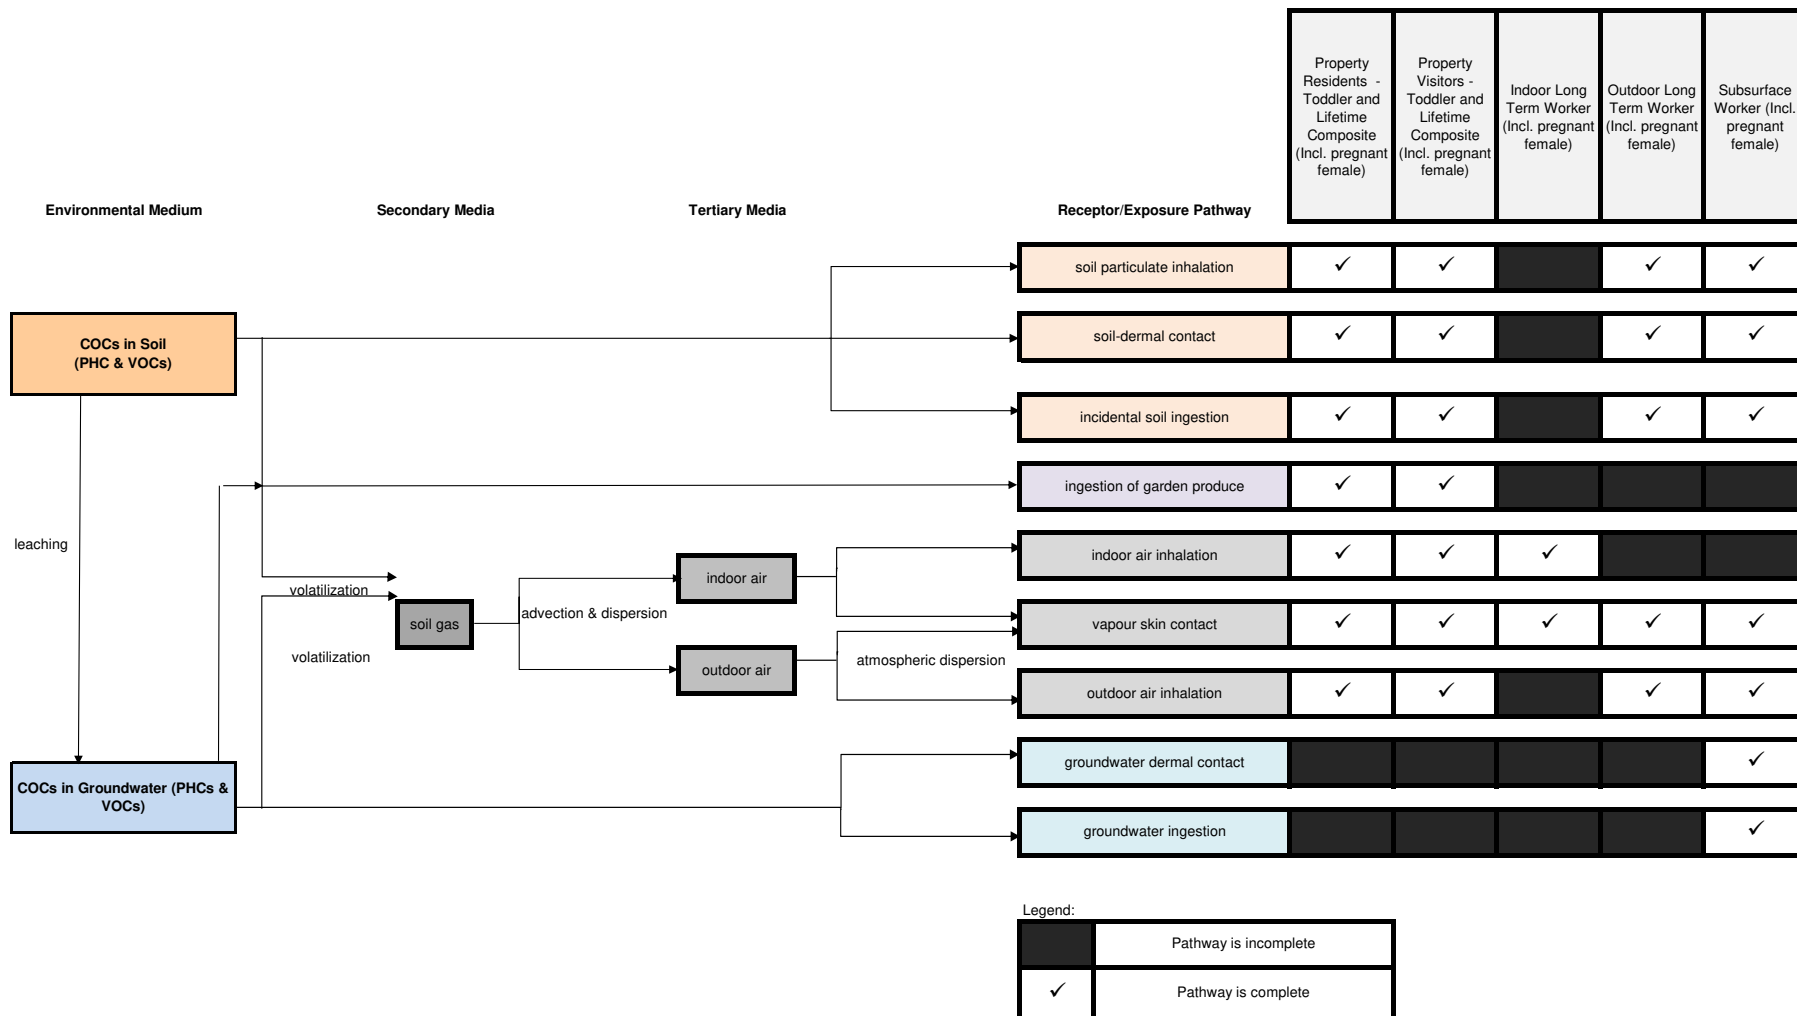 Property
Residents -
Toddler and
Lifetime
Composite
(Incl. pregnant
female)
Property
Visitors -
Toddler and
Lifetime
Composite
(Incl. pregnant
female)
Indoor Long
Term Worker
(Incl. pregnant
female)
Outdoor Long
Term Worker
(Incl. pregnant
female)
Subsurface
Worker (Incl.
pregnant
female)
Environmental Medium
Secondary Media
Tertiary Media
Receptor/Exposure Pathway
soil particulate inhalation
✓ ✓ ✓ ✓
COCs in Soil
(PHC & VOCs)
soil-dermal contact
✓ ✓ ✓ ✓
incidental soil ingestion
✓ ✓ ✓ ✓
ingestion of garden produce
✓ ✓
leaching
indoor air inhalation
✓ ✓ ✓
volatilization
indoor air
advection & dispersion
soil gas
vapour skin contact
✓ ✓ ✓ ✓ ✓
volatilization
outdoor air
atmospheric dispersion
outdoor air inhalation
✓ ✓ ✓ ✓
COCs in Groundwater (PHCs &
VOCs)
groundwater dermal contact
✓
groundwater ingestion
✓
Legend:
Pathway is incomplete
✓ Pathway is complete